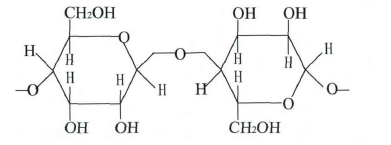 CH₂OH OH OH
H O O H
H H H H
—O H H H O O—
OH OH CH₂OH